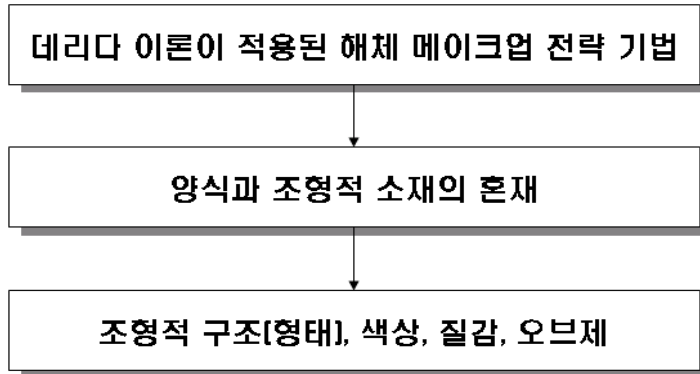 데리다 이론이 적용된 해체 메이크업 전략 기법
양식과 조형적 소재의 혼재
조형적 구조(형태), 색상, 질감, 오브제